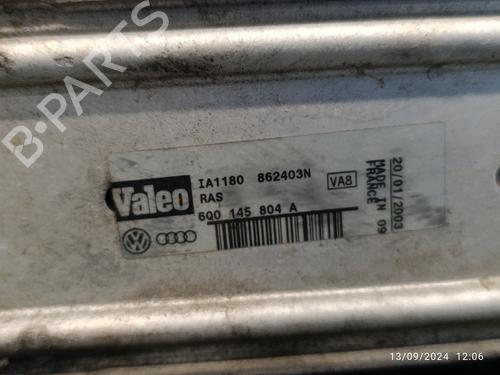 B-Parts
Valeo
IA1180 862403N
RAS
VA8
6Q0 145 804 A
20/01/2003
MADE IN 09
FRANCE
13/09/2024 12:06